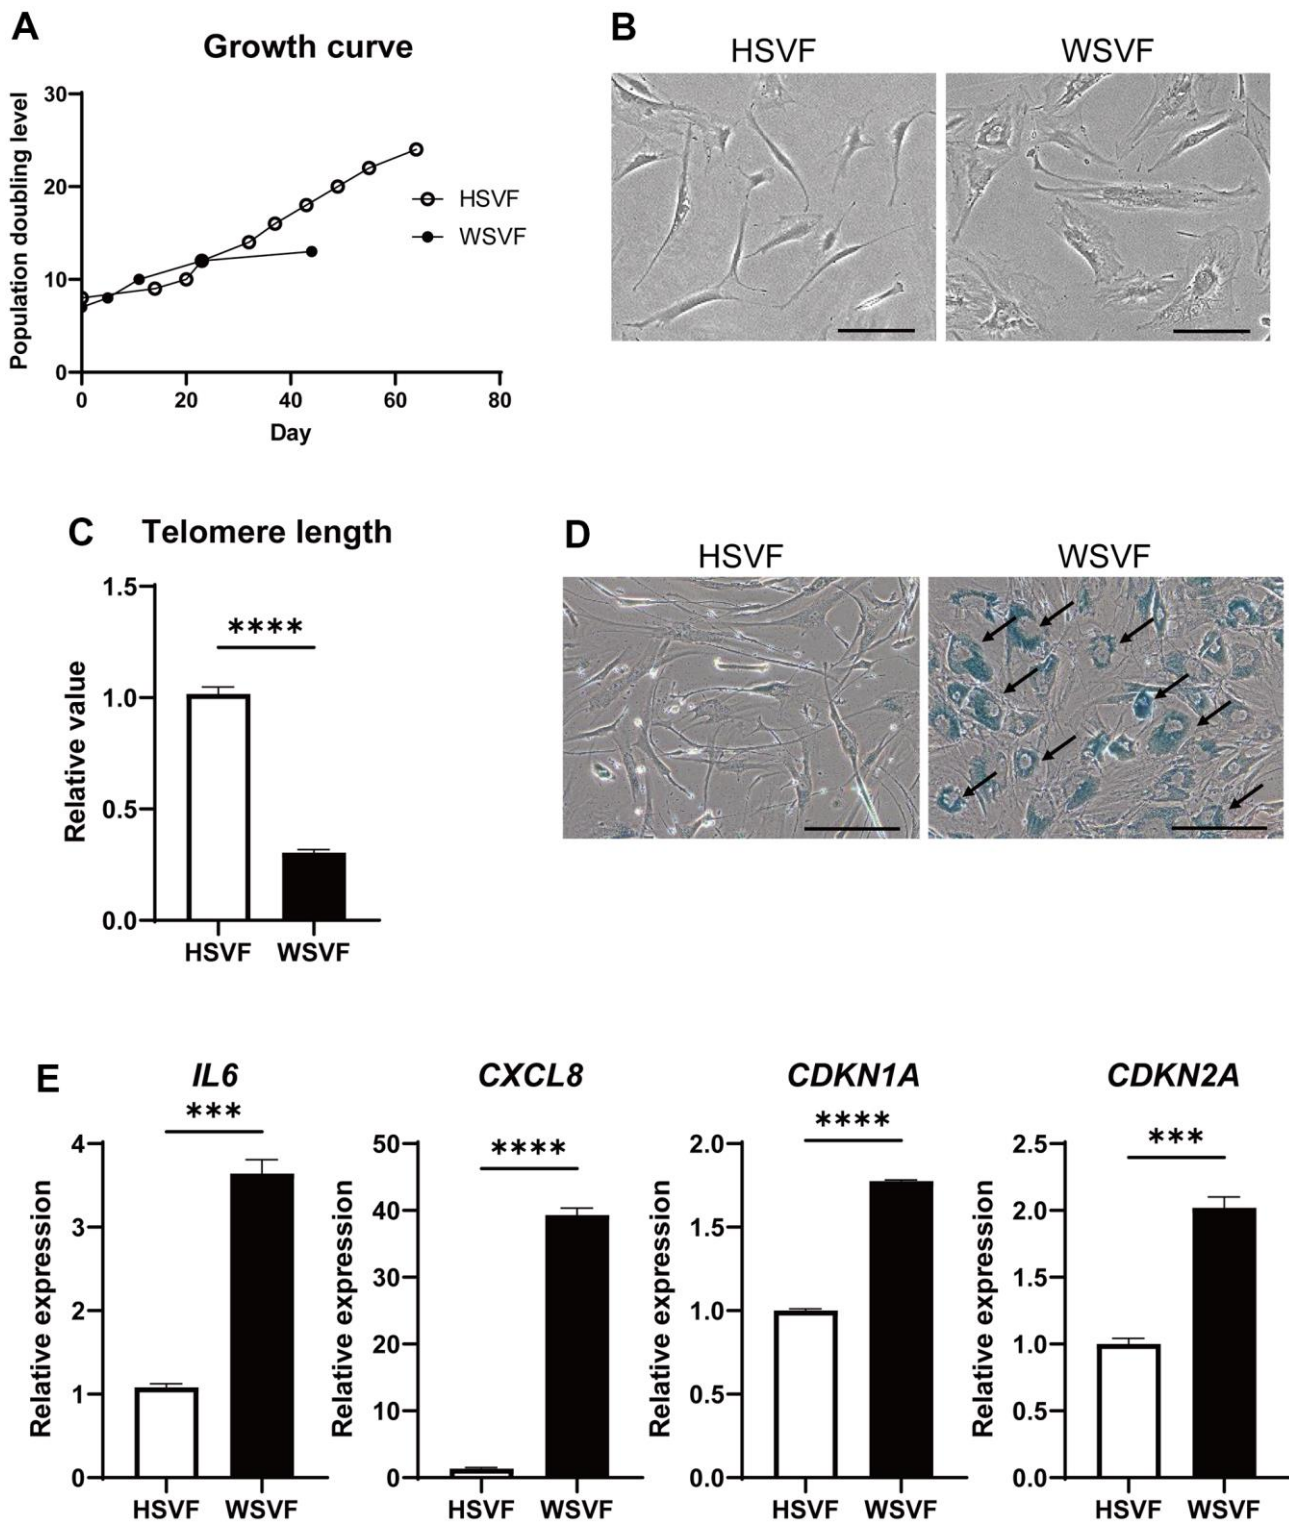 A
Growth curve
Population doubling level
30
20
10
0
0 20 40 60 80
Day
HSVF
WSVF
B
HSVF WSVF
C
Telomere length
Relative value
1.5
1.0
0.5
0.0
****
HSVF WSVF
D
HSVF WSVF
E
IL6
***
Relative expression
4
3
2
1
0
HSVF WSVF
CXCL8
****
Relative expression
50
40
30
20
10
0
HSVF WSVF
CDKN1A
****
Relative expression
2.0
1.5
1.0
0.5
0.0
HSVF WSVF
CDKN2A
***
Relative expression
2.5
2.0
1.5
1.0
0.5
0.0
HSVF WSVF